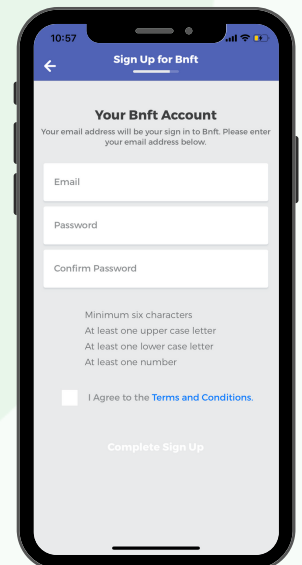 10:57
Sign Up for Bnft
Your Bnft Account
Your email address will be your sign in to Bnft. Please enter
your email address below.
Email
Password
Confirm Password
Minimum six characters
At least one upper case letter
At least one lower case letter
At least one number
I Agree to the Terms and Conditions.
Complete Sign Up